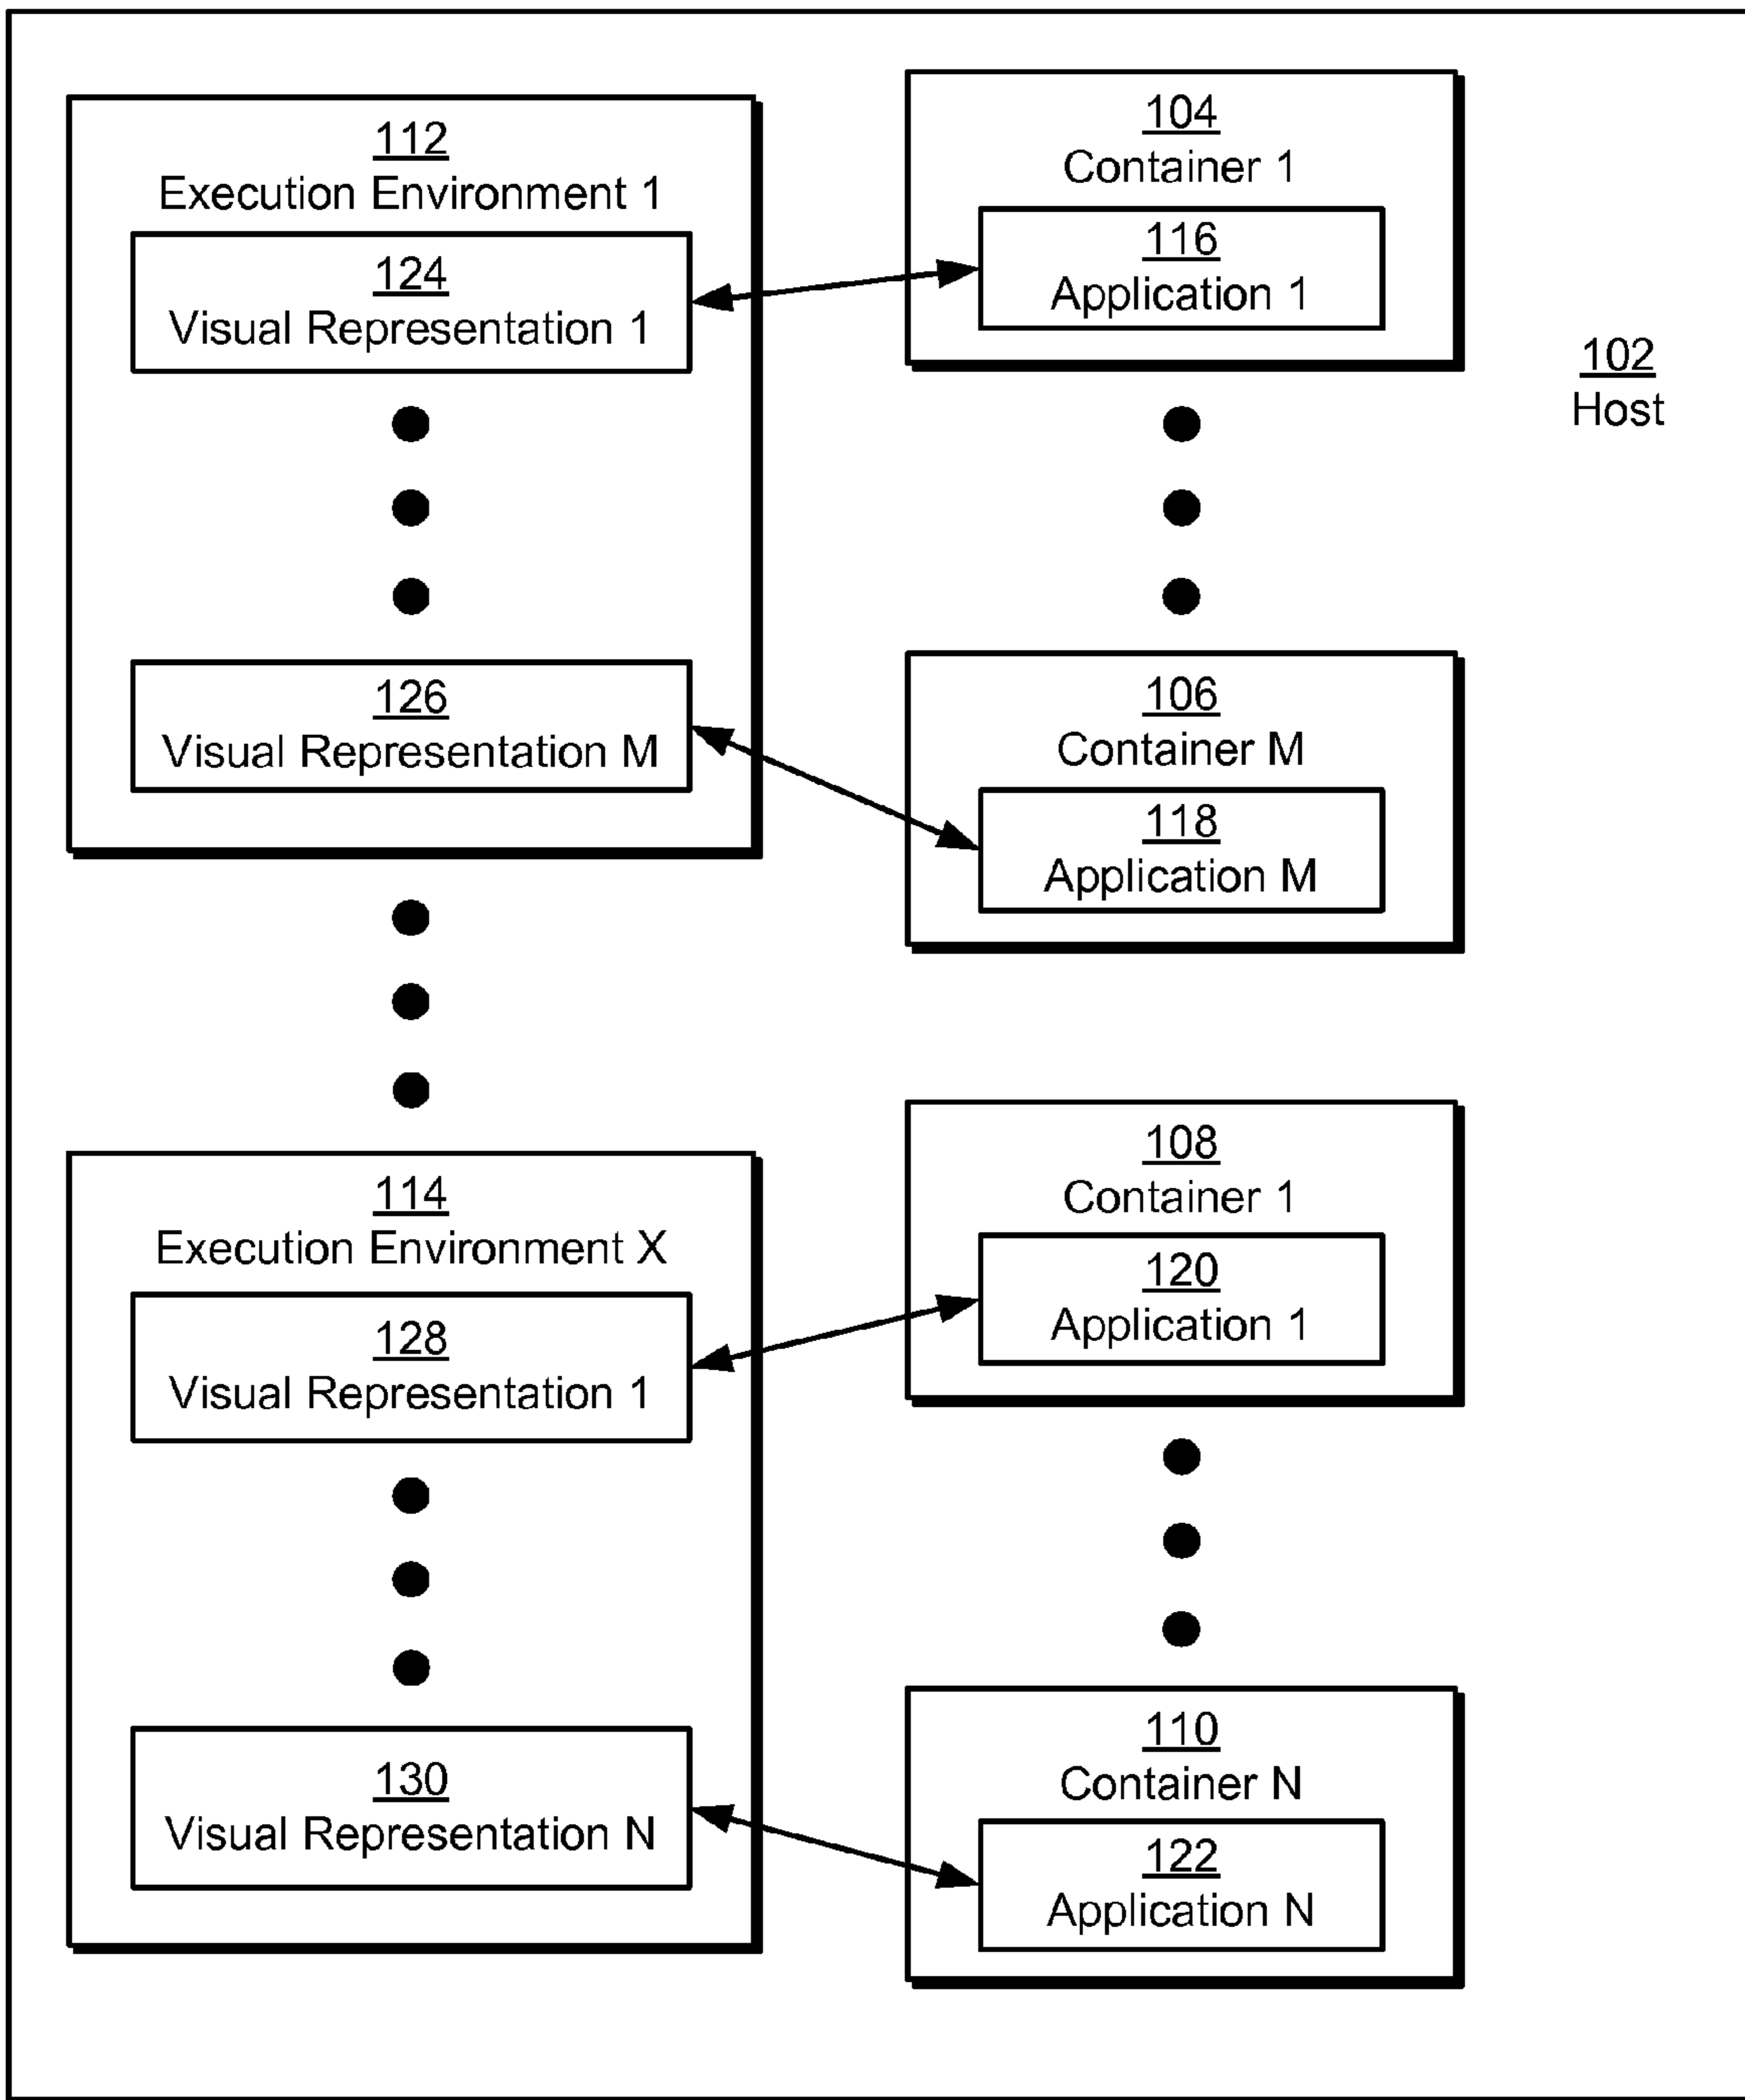 112
Execution Environment 1
124
Visual Representation 1
126
Visual Representation M
104
Container 1
116
Application 1
102
Host
106
Container M
118
Application M
114
Execution Environment X
128
Visual Representation 1
130
Visual Representation N
108
Container 1
120
Application 1
110
Container N
122
Application N